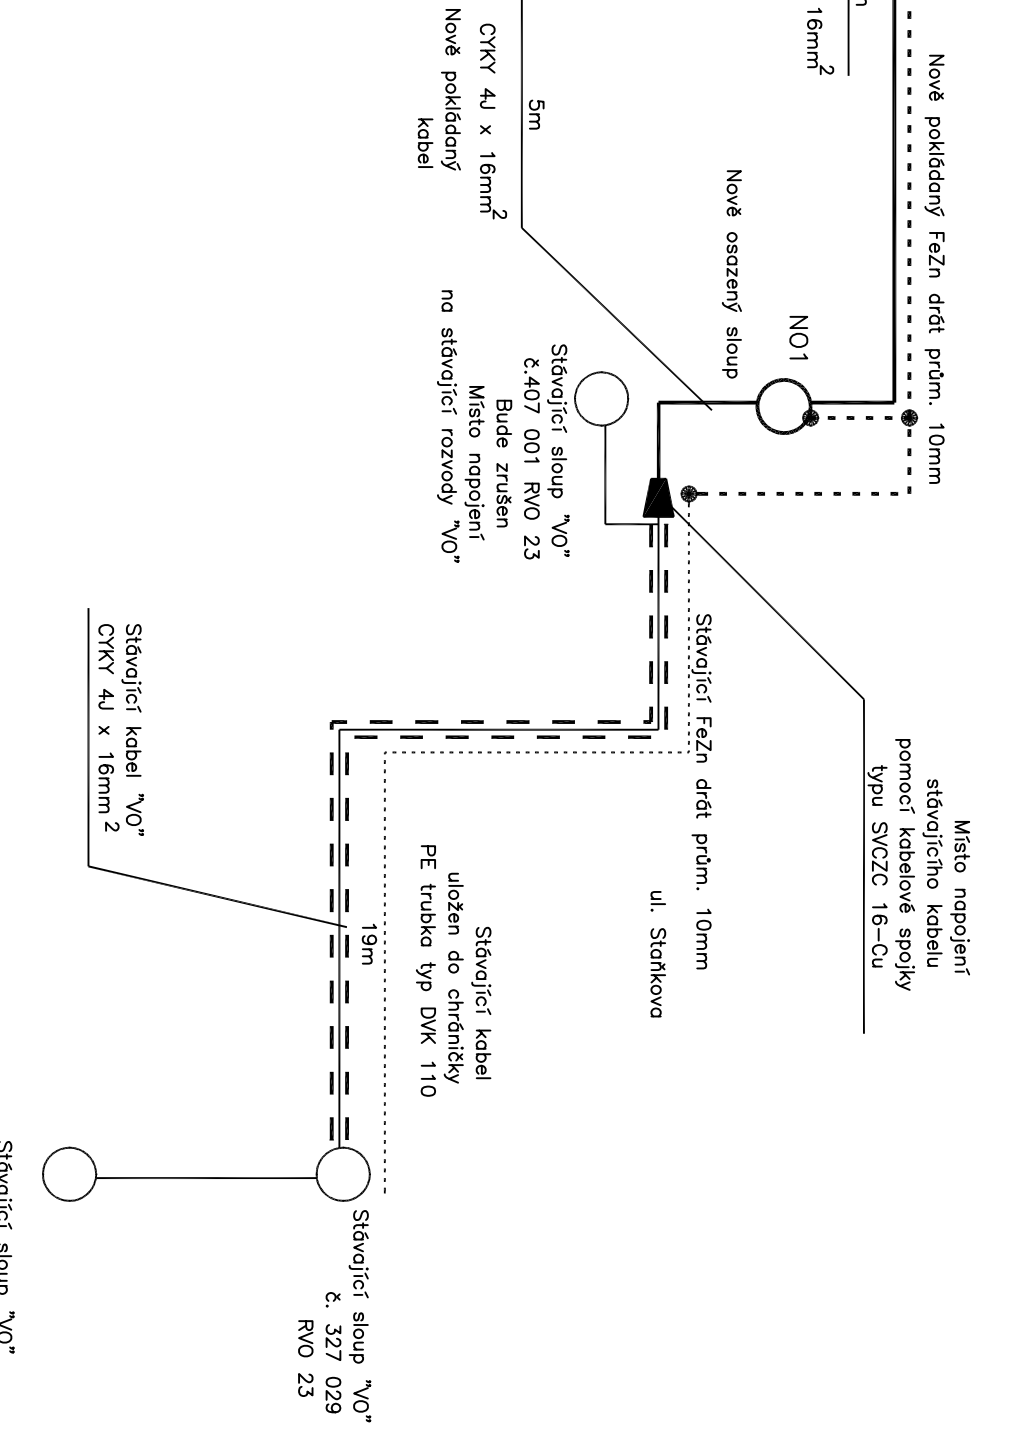 Nově pokládaný FeZn drát prům. 10mm
16mm²
5m
CYKY 4J x 16mm²
Nově pokládaný
kabel
Nově osazený sloup
NO1
Stávající sloup "VO"
č.407 001 RVO 23
Bude zrušen
Místo napojení
na stávající rozvody "VO"
Místo napojení
stávajícího kabelu
pomocí kabelové spojky
typu SVCZC 16-Cu
Stávající FeZn drát prům. 10mm
ul. Staňkova
Stávající kabel
uložen do chráničky
PE trubka typ DVK 110
19m
Stávající kabel "VO"
CYKY 4J x 16mm²
Stávající sloup "VO"
č. 327 029
RVO 23
Stávající sloup "VO"